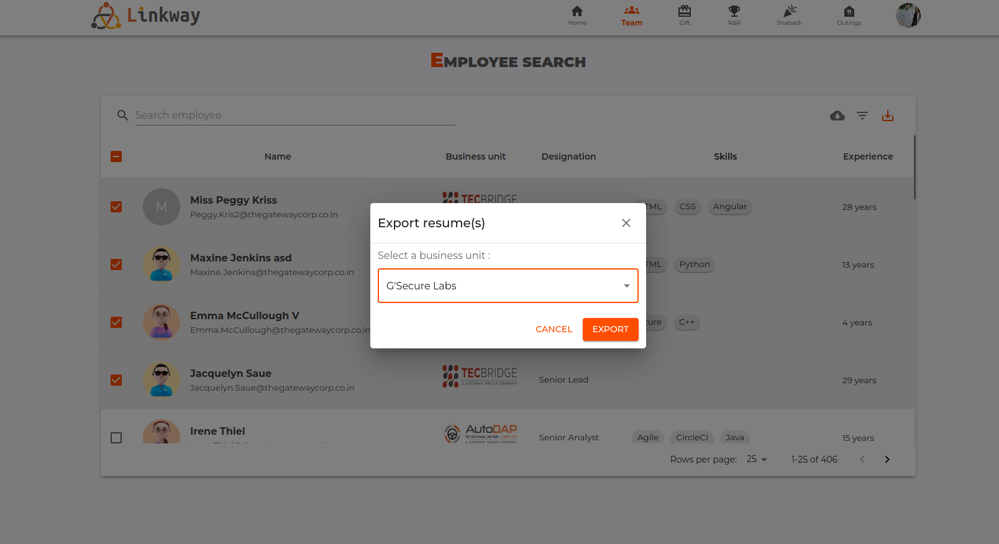 Linkway
Home
Team
Gift
R&R
Shabash
Outings
EMPLOYEE SEARCH
Search employee
Name Business unit Designation Skills Experience
M
Miss Peggy Kriss
Peggy.Kris2@thegatewaycorp.co.in
TECBRIDGE
TML CSS Angular
28 years
Maxine Jenkins asd
Maxine.Jenkins@thegatewaycorp.co.in
TML Python
13 years
Emma McCullough V
Emma.McCullough@thegatewaycorp.co.in
zure C++
4 years
Export resume(s)
Select a business unit :
G'Secure Labs
CANCEL EXPORT
Jacquelyn Saue
Jacquelyn.Saue@thegatewaycorp.co.in
TECBRIDGE
A GATEWAY GROUP COMPANY
Senior Lead
29 years
Irene Thiel
AutoDAP
A GATEWAY GROUP COMPANY
Senior Analyst
Agile CircleCI Java
15 years
Rows per page: 25 1-25 of 406